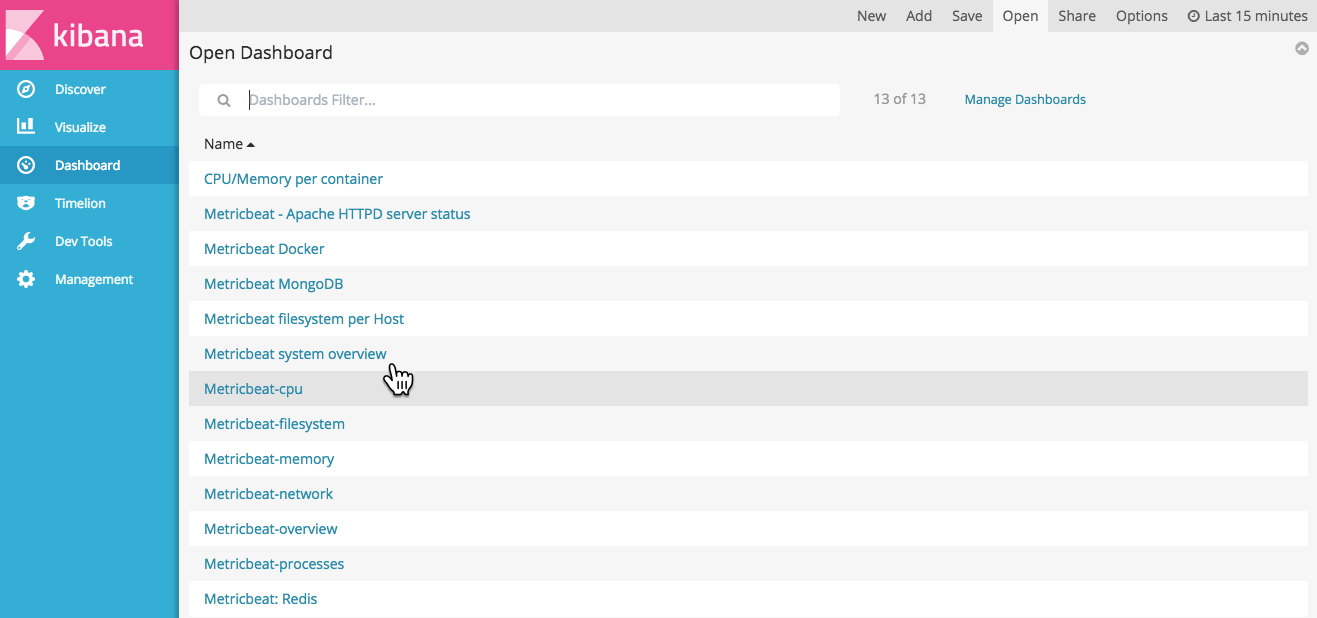 kibana
Discover
Visualize
Dashboard
Timelion
Dev Tools
Management
New Add Save Open Share Options Last 15 minutes
Open Dashboard
Dashboards Filter...
13 of 13
Manage Dashboards
Name
CPU/Memory per container
Metricbeat - Apache HTTPD server status
Metricbeat Docker
Metricbeat MongoDB
Metricbeat filesystem per Host
Metricbeat system overview
Metricbeat-cpu
Metricbeat-filesystem
Metricbeat-memory
Metricbeat-network
Metricbeat-overview
Metricbeat-processes
Metricbeat: Redis